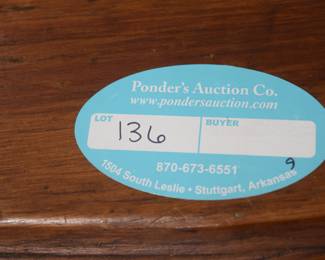 Ponder's Auction Co.
www.pondersauction.com
LOT BUYER
136
9
870-673-6551
1504 South Leslie • Stuttgart, Arkansas